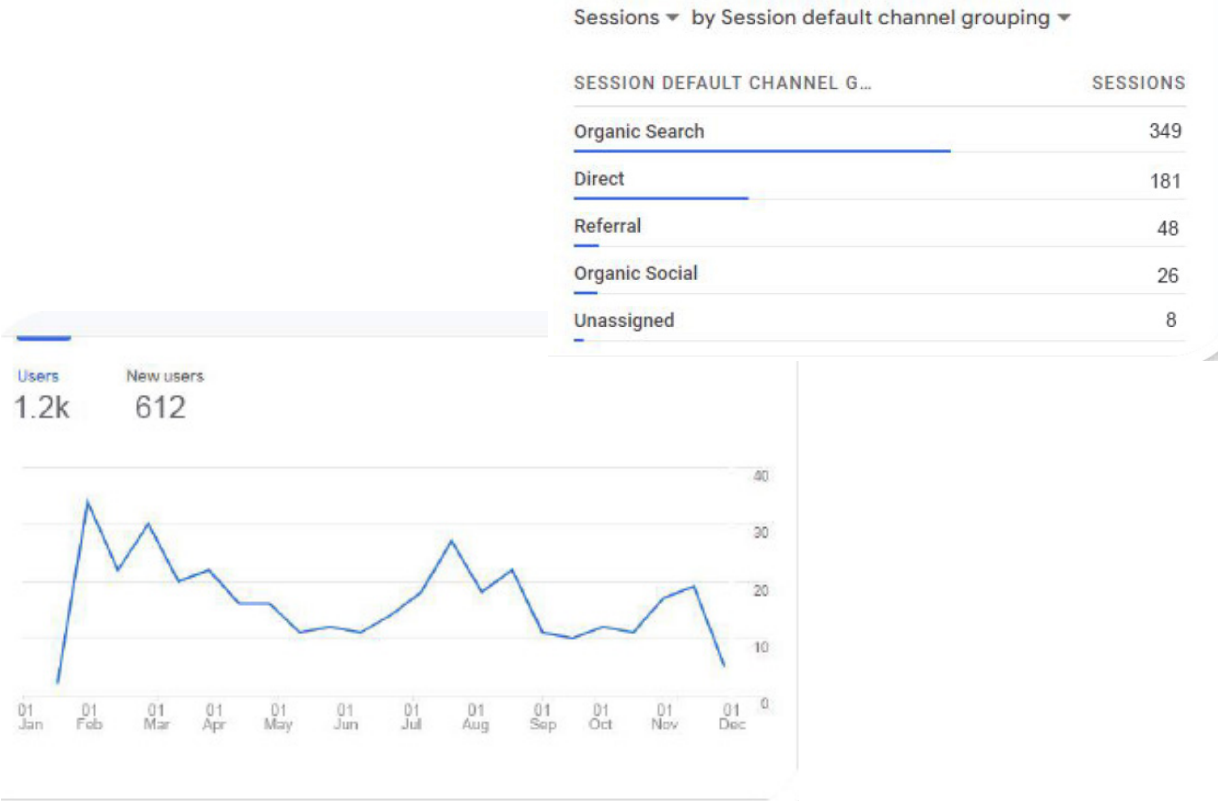 Sessions by Session default channel grouping
SESSION DEFAULT CHANNEL G... SESSIONS
Organic Search 349
Direct 181
Referral 48
Organic Social 26
Unassigned 8
Users New users
1.2k 612
40
30
20
10
0
01 01 01 01 01 01 01 01 01 01 01 01
Jan Feb Mar Apr May Jun Jul Aug Sep Oct Nov Dec